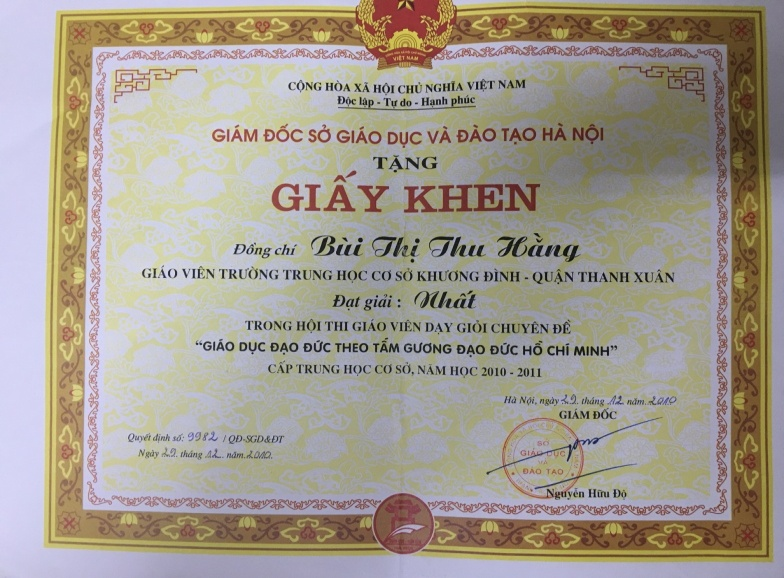 VIỆT NAM
CỘNG HÒA XÃ HỘI CHỦ NGHĨA VIỆT NAM
Độc lập - Tự do - Hạnh phúc
GIÁM ĐỐC SỞ GIÁO DỤC VÀ ĐÀO TẠO HÀ NỘI
TẶNG
GIẤY KHEN
Đồng chí Bùi Thị Thu Hằng
GIÁO VIÊN TRƯỜNG TRUNG HỌC CƠ SỞ KHƯƠNG ĐÌNH - QUẬN THANH XUÂN
Đạt giải : Nhất
TRONG HỘI THI GIÁO VIÊN DẠY GIỎI CHUYÊN ĐỀ
“GIÁO DỤC ĐẠO ĐỨC THEO TẤM GƯƠNG ĐẠO ĐỨC HỒ CHÍ MINH”
CẤP TRUNG HỌC CƠ SỞ, NĂM HỌC 2010 - 2011
Hà Nội, ngày 29. tháng .12. năm .2010
GIÁM ĐỐC
Quyết định số: 9982 / QĐ-SGD&ĐT
Ngày 29. tháng .12.. năm.2010.
SỞ
GIÁO DỤC
VÀ
ĐÀO TẠO
Nguyễn Hữu Độ